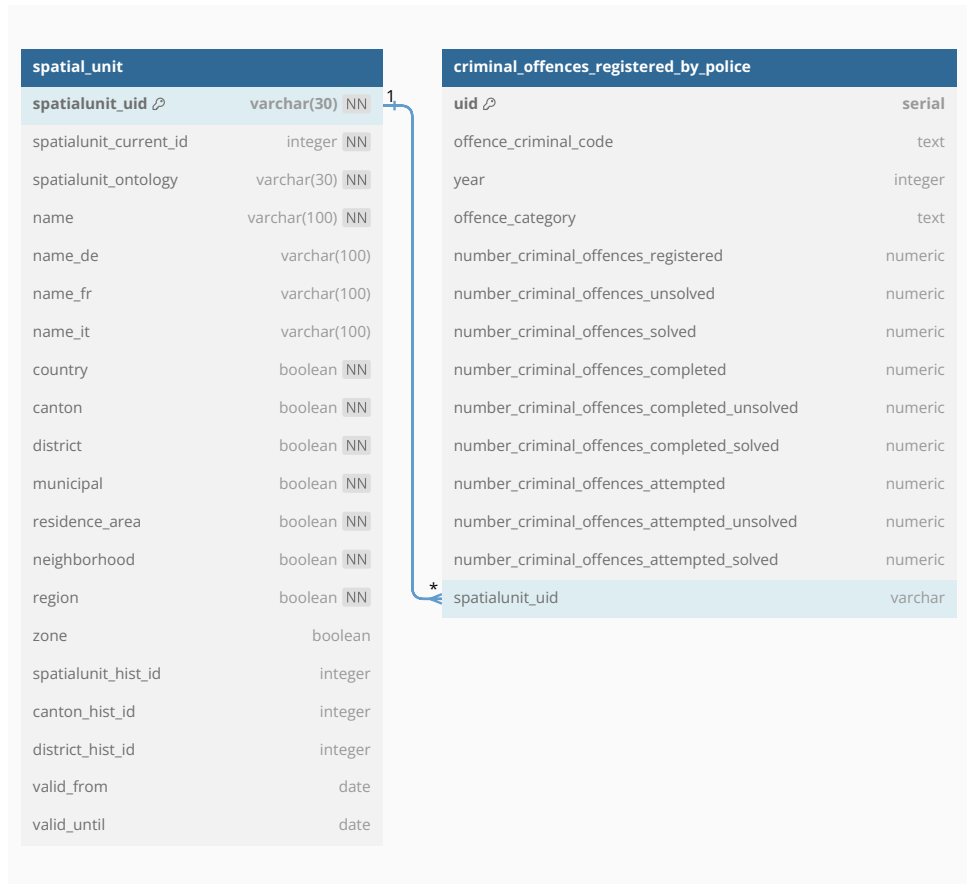 spatial_unit
spatialunit_uid varchar(30) NN
spatialunit_current_id integer NN
spatialunit_ontology varchar(30) NN
name varchar(100) NN
name_de varchar(100)
name_fr varchar(100)
name_it varchar(100)
country boolean NN
canton boolean NN
district boolean NN
municipal boolean NN
residence_area boolean NN
neighborhood boolean NN
region boolean NN
zone boolean
spatialunit_hist_id integer
canton_hist_id integer
district_hist_id integer
valid_from date
valid_until date
1
*
criminal_offences_registered_by_police
uid serial
offence_criminal_code text
year integer
offence_category text
number_criminal_offences_registered numeric
number_criminal_offences_unsolved numeric
number_criminal_offences_solved numeric
number_criminal_offences_completed numeric
number_criminal_offences_completed_unsolved numeric
number_criminal_offences_completed_solved numeric
number_criminal_offences_attempted numeric
number_criminal_offences_attempted_unsolved numeric
number_criminal_offences_attempted_solved numeric
spatialunit_uid varchar